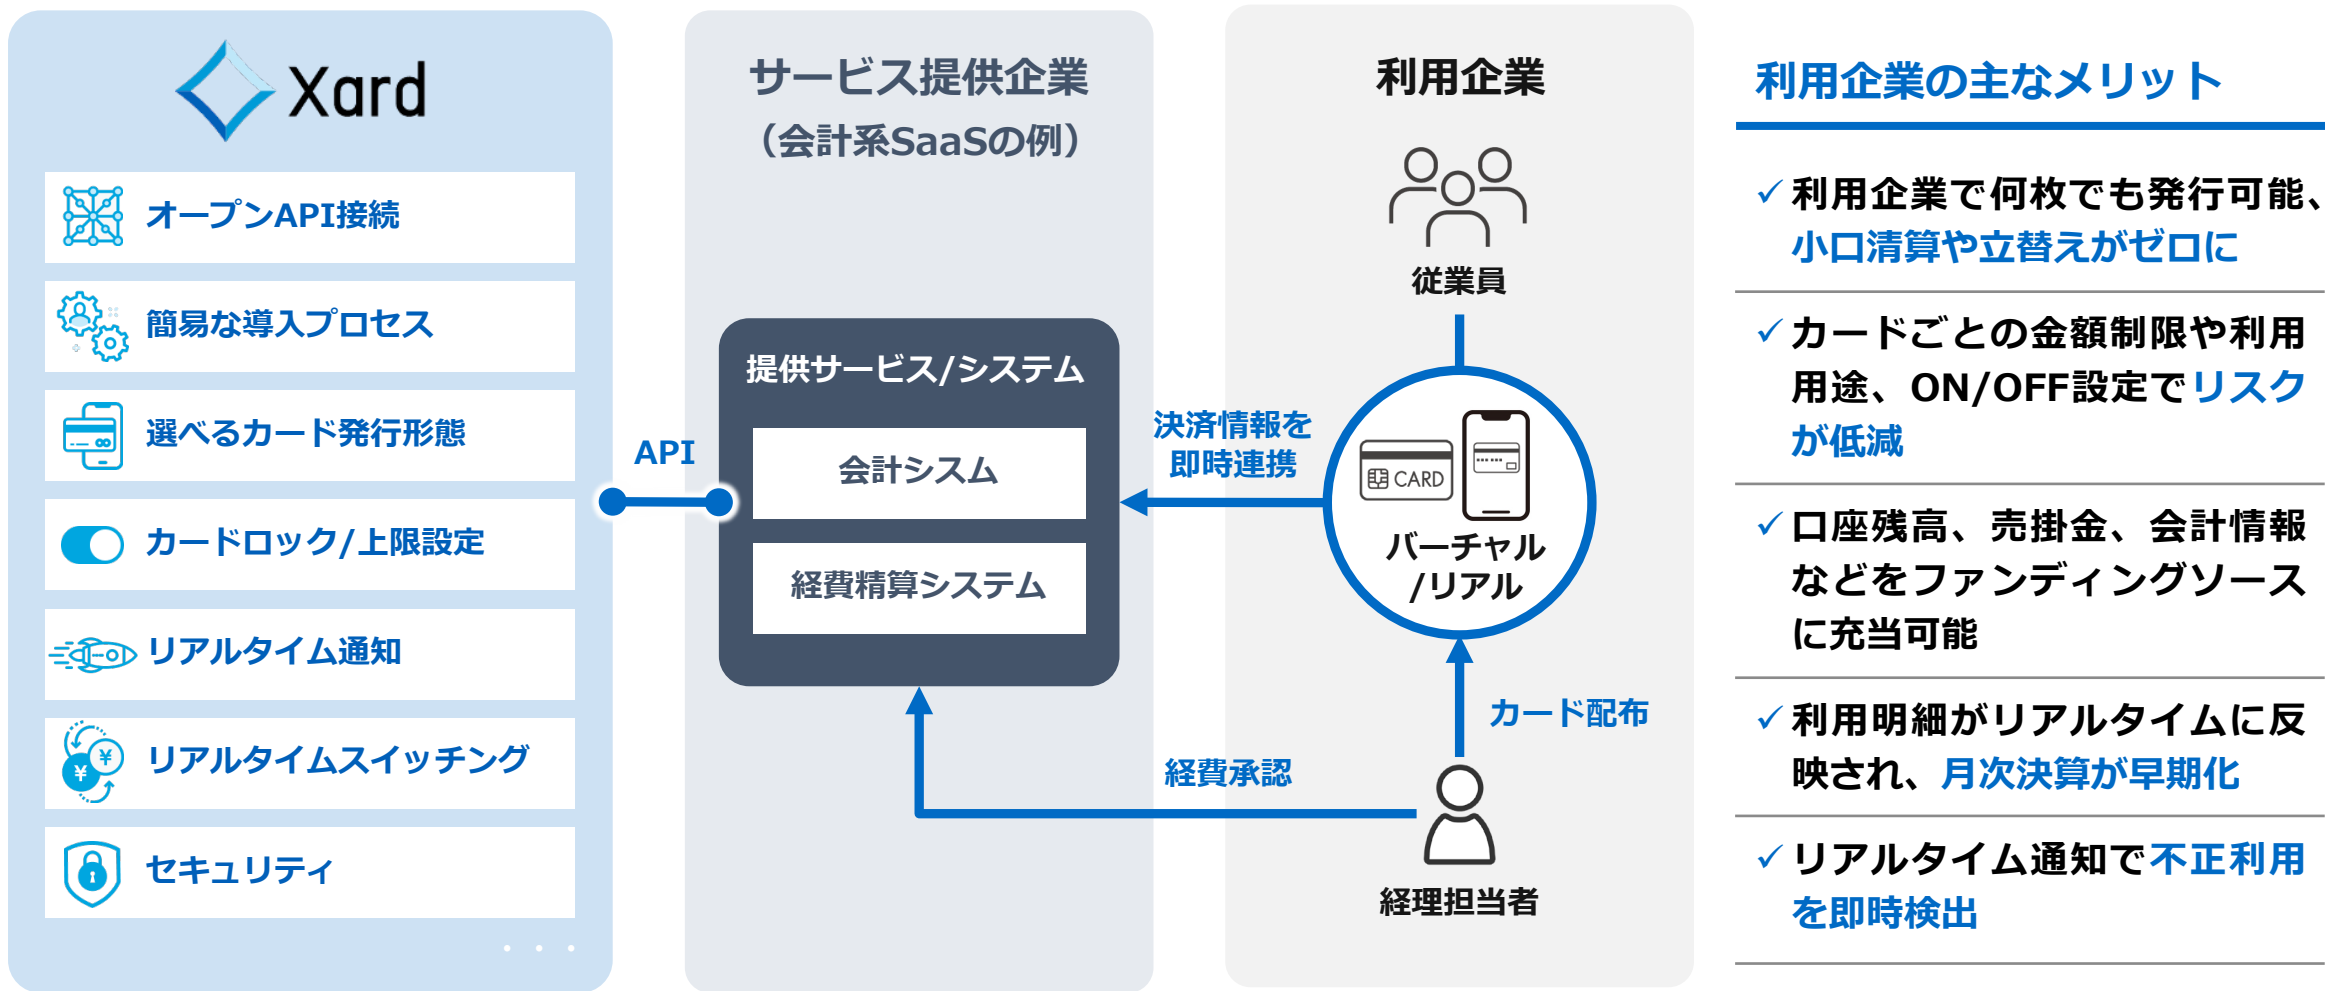 Xard
オープンAPI接続
簡易な導入プロセス
選べるカード発行形態
カードロック/上限設定
リアルタイム通知
¥
¥
リアルタイムスイッチング
セキュリティ
・・・
API
サービス提供企業
（会計系SaaSの例）
提供サービス/システム
会計シスム
経費精算システム
決済情報を
即時連携
経費承認
利用企業
従業員
CARD
バーチャル
/リアル
カード配布
経理担当者
利用企業の主なメリット
✓利用企業で何枚でも発行可能、
小口清算や立替えがゼロに
✓カードごとの金額制限や利用
用途、ON/OFF設定でリスク
が低減
✓口座残高、売掛金、会計情報
などをファンディングソース
に充当可能
✓利用明細がリアルタイムに反
映され、月次決算が早期化
✓リアルタイム通知で不正利用
を即時検出